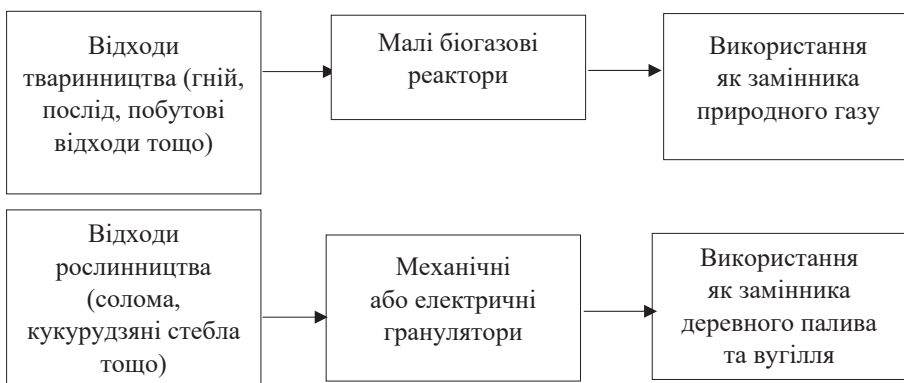 Відходи
тваринництва (гній,
послід, побутові
відходи тощо)
Малі біогазові
реактори
Використання
як замінника
природного газу
Відходи
рослинництва
(солома,
кукурудзяні стебла
тощо)
Механічні
або електричні
гранулятори
Використання
як замінника
деревного палива
та вугілля